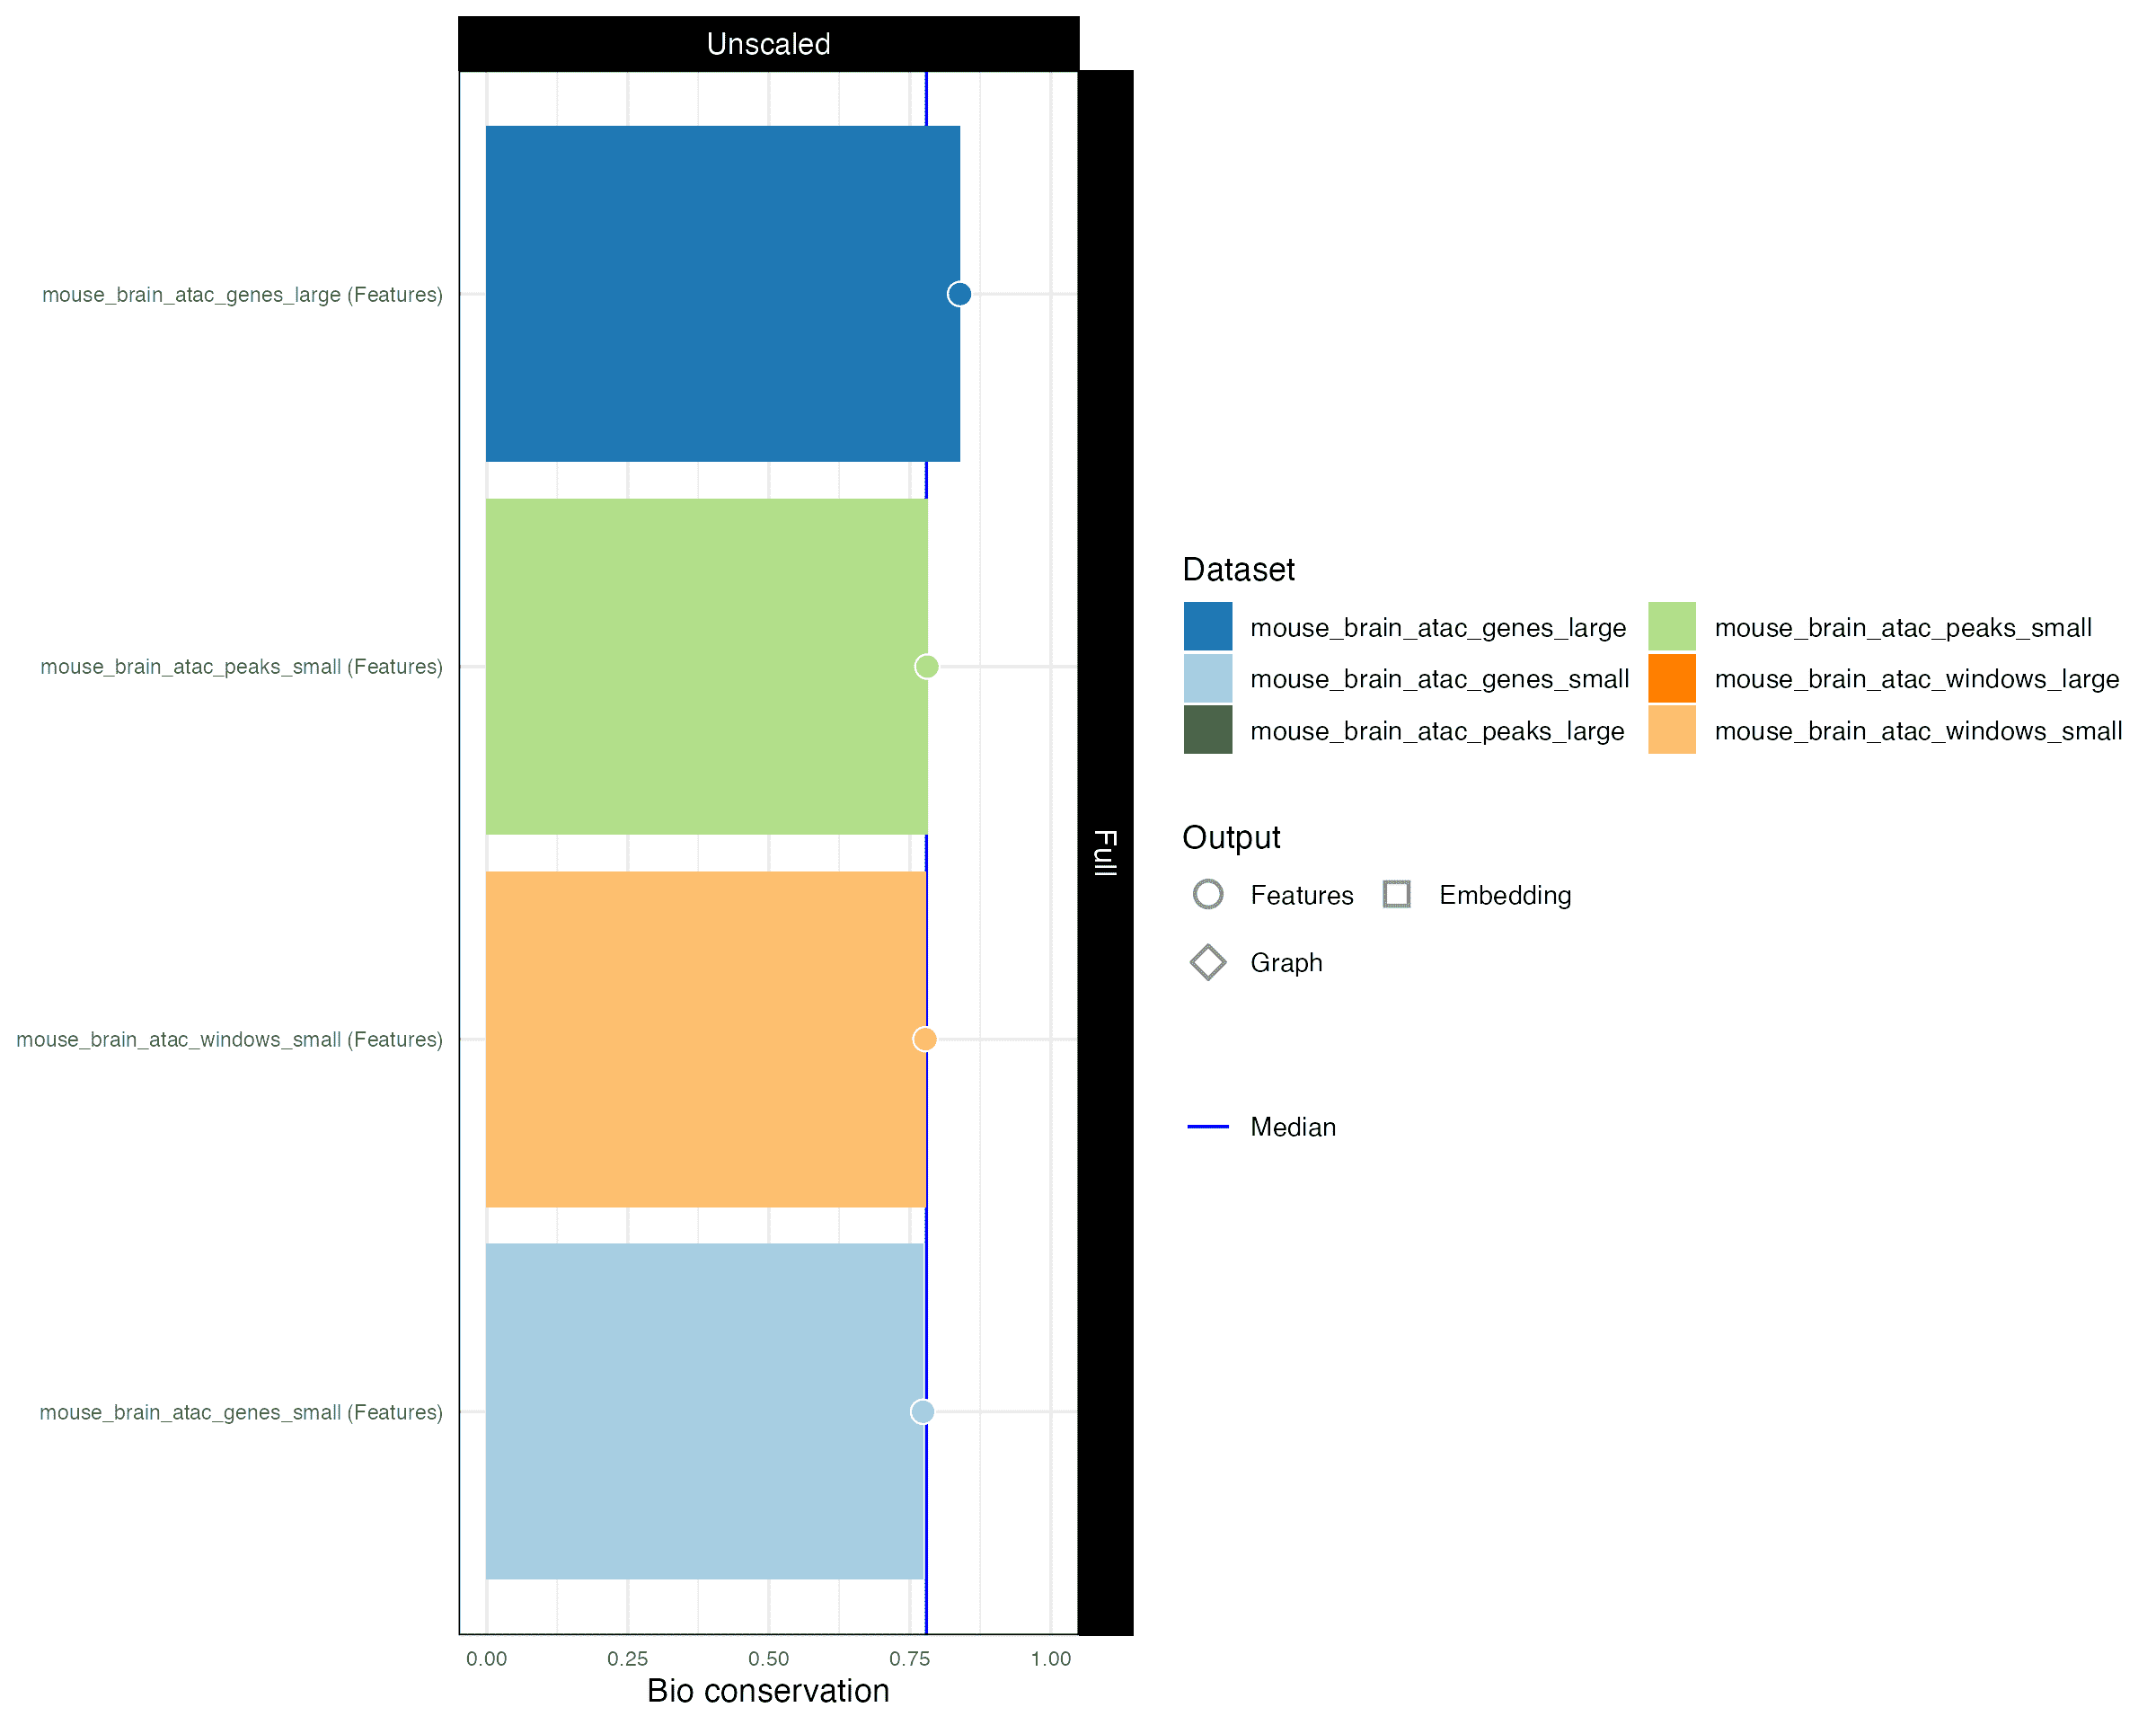 Unscaled
mouse_brain_atac_genes_large (Features)
mouse_brain_atac_peaks_small (Features)
mouse_brain_atac_windows_small (Features)
mouse_brain_atac_genes_small (Features)
0.00 0.25 0.50 0.75 1.00
Bio conservation
Full
Dataset
mouse_brain_atac_genes_large mouse_brain_atac_peaks_small
mouse_brain_atac_genes_small mouse_brain_atac_windows_large
mouse_brain_atac_peaks_large mouse_brain_atac_windows_small
Output
Features Embedding
Graph
Median